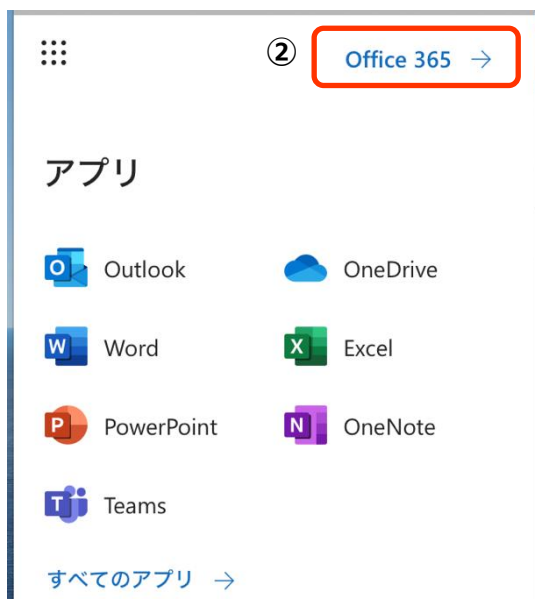 ② Office 365 →
アプリ
Outlook OneDrive
Word Excel
PowerPoint OneNote
Teams
すべてのアプリ →